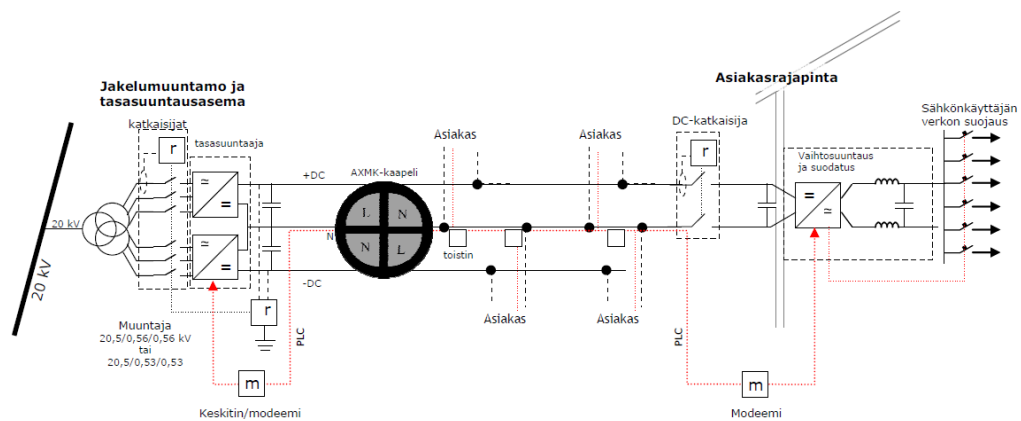 Jakelumuuntamo ja
tasasuuntausasema
katkaisijat
r
tasasuuntaaja
≃
=
≃
=
20 kV
20 kV
Muuntaja
20,5/0,56/0,56 kV
tai
20,5/0,53/0,53
r
m
Keskitin/modeemi
+DC
N
-DC
PLC
AXMK-kaapeli
L
N
N
L
Asiakas
toistin
Asiakas
Asiakas
Asiakas
DC-katkaisija
r
PLC
m
Modeemi
Asiakasrajapinta
Vaihtosuuntaus
ja suodatus
=
≃
Sähkönkäyttäjän
verkon suojaus